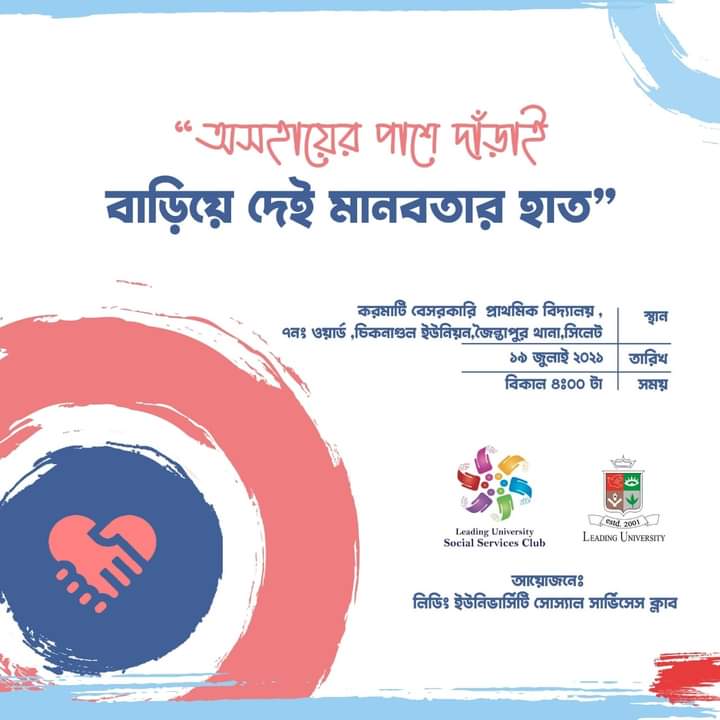 “অসহায়ের পাশে দাঁড়াই
বাড়িয়ে দেই মানবতার হাত”
করমাটি বেসরকারি প্রাথমিক বিদ্যালয় ,
৭নং ওয়ার্ড ,চিকনাগুল ইউনিয়ন,জৈন্তাপুর থানা,সিলেট
স্থান
১৯ জুলাই ২০২১
তারিখ
বিকাল ৪ঃ০০ টা
সময়
Leading University
Social Services Club
estd. 2001
LEADING UNIVERSITY
আয়োজনেঃ
লিডিং ইউনিভার্সিটি সোস্যাল সার্ভিসেস ক্লাব